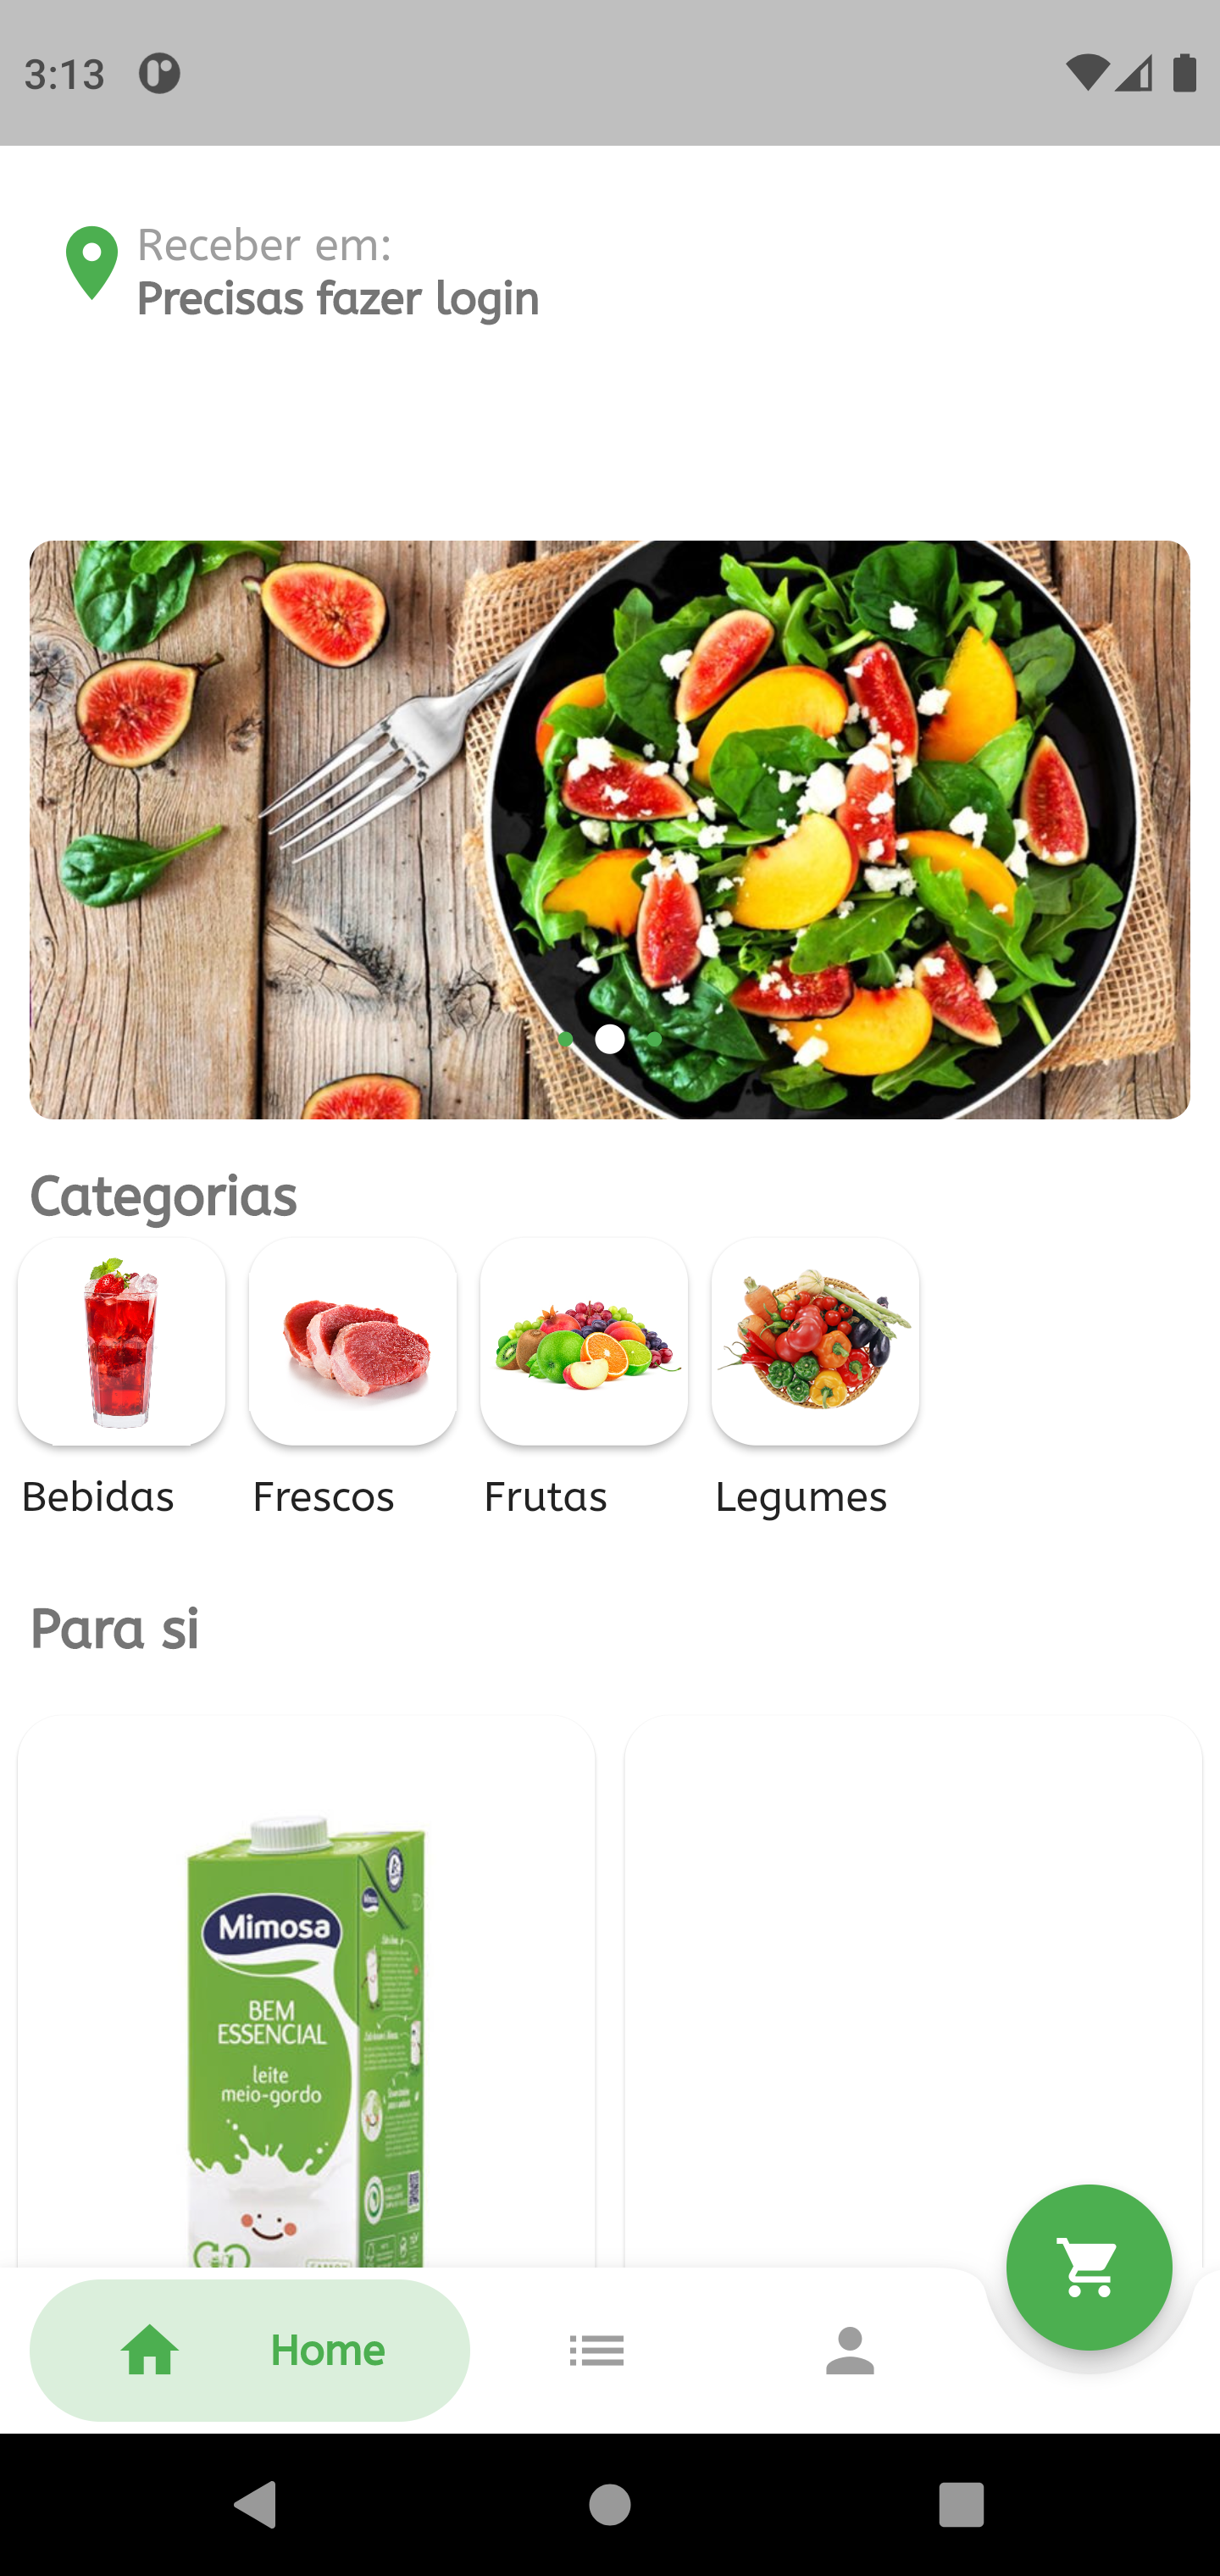 3:13
Receber em:
Precisas fazer login
Categorias
Bebidas
Frescos
Frutas
Legumes
Para si
Mimosa
BEM
ESSENCIAL
leite
meio-gordo
Home